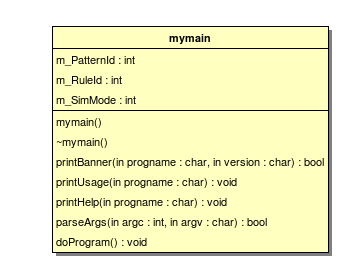 mymain
m_PatternId : int
m_RuleId : int
m_SimMode : int
mymain()
~mymain()
printBanner(in progname : char, in version : char) : bool
printUsage(in progname : char) : void
printHelp(in progname : char) : void
parseArgs(in argc : int, in argv : char) : bool
doProgram() : void